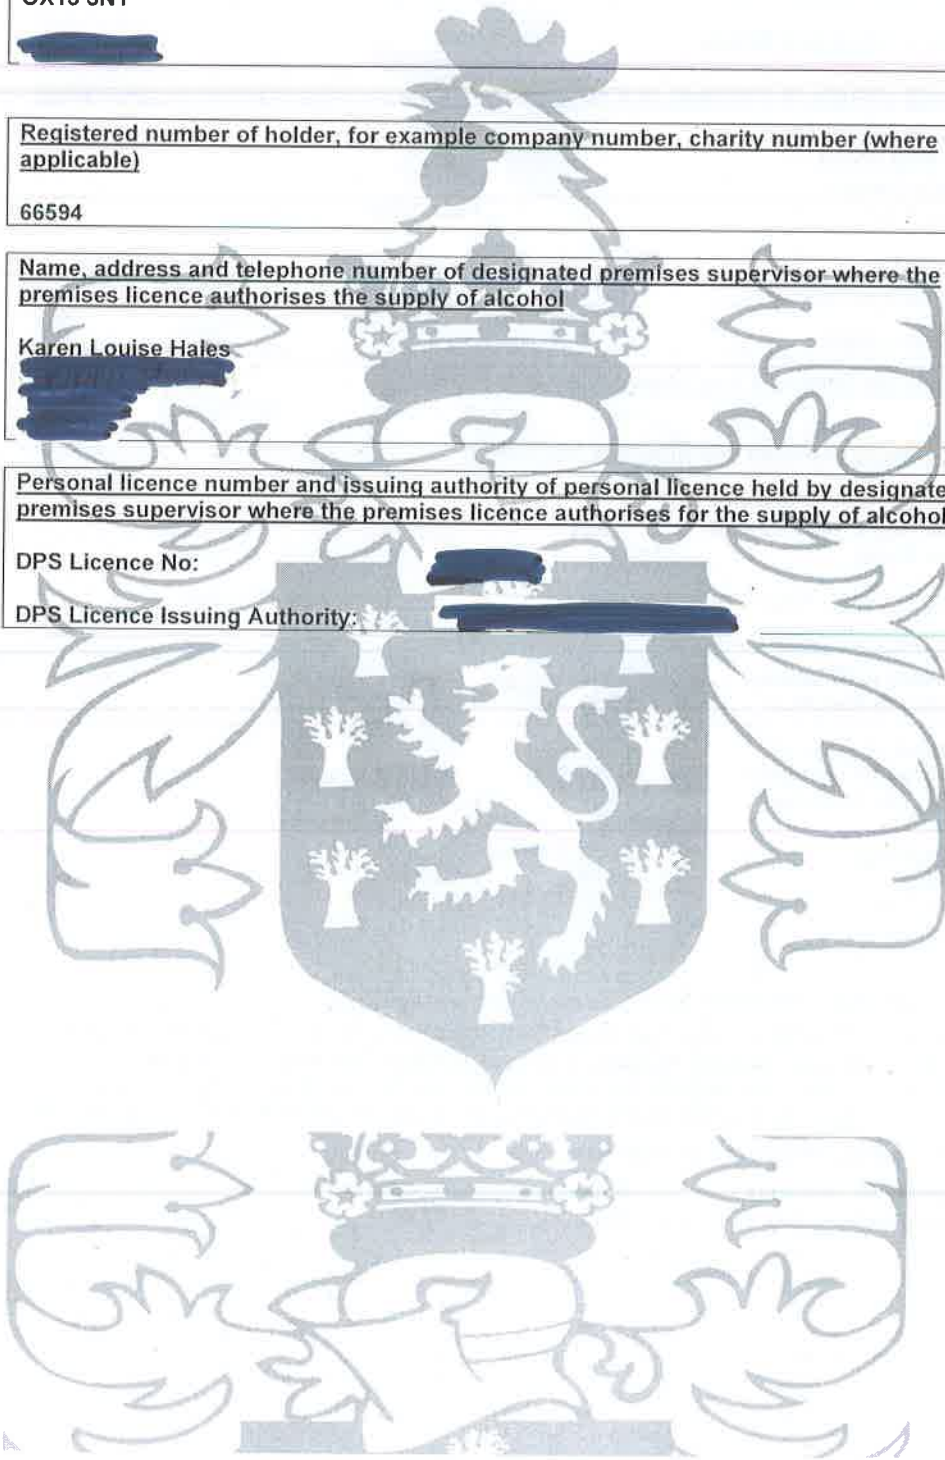 Registered number of holder, for example company number, charity number (where
applicable)
66594
Name, address and telephone number of designated premises supervisor where the
premises licence authorises the supply of alcohol
Karen Louise Hales
Personal licence number and issuing authority of personal licence held by designate
premises supervisor where the premises licence authorises for the supply of alcohol
DPS Licence No:
DPS Licence Issuing Authority: